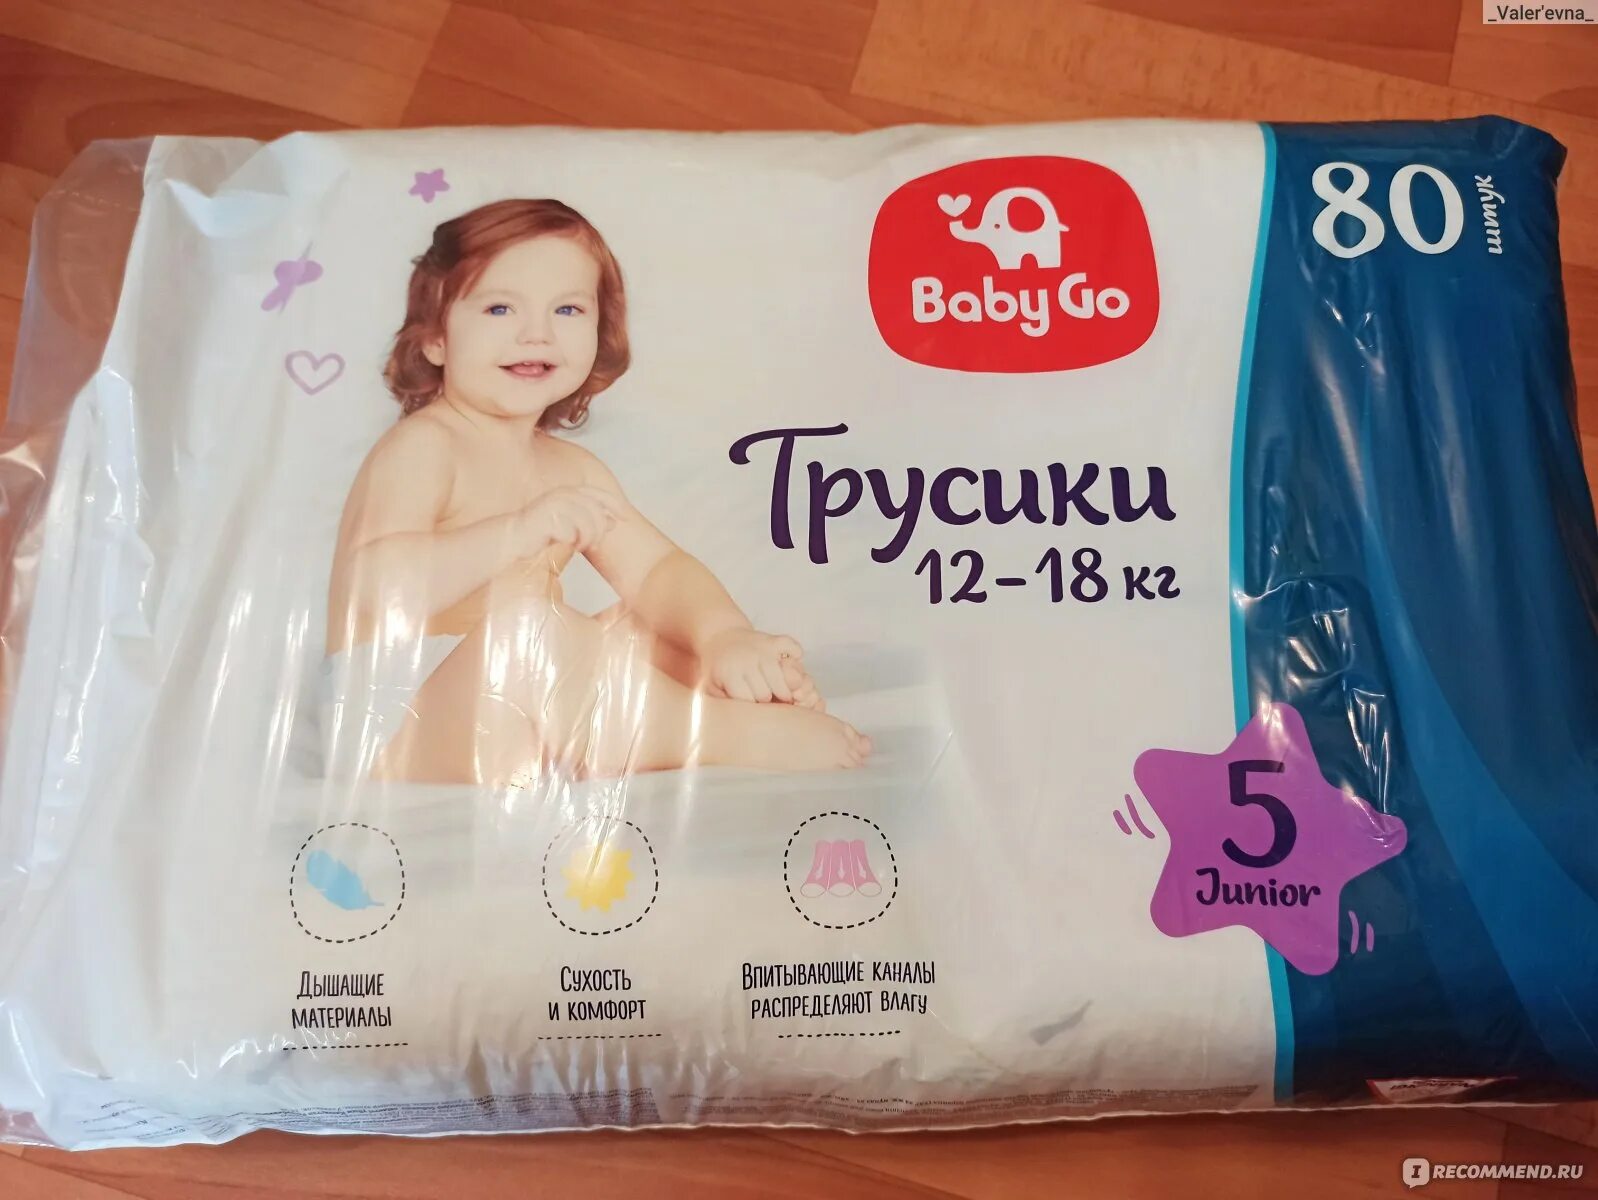 _Valer'evna_
80
штук
Baby Go
Трусики
12-18 кг
5
Junior
Дышащие
материалы
Сухость
и комфорт
Впитывающие каналы
распределяют влагу
IRECOMMEND.RU